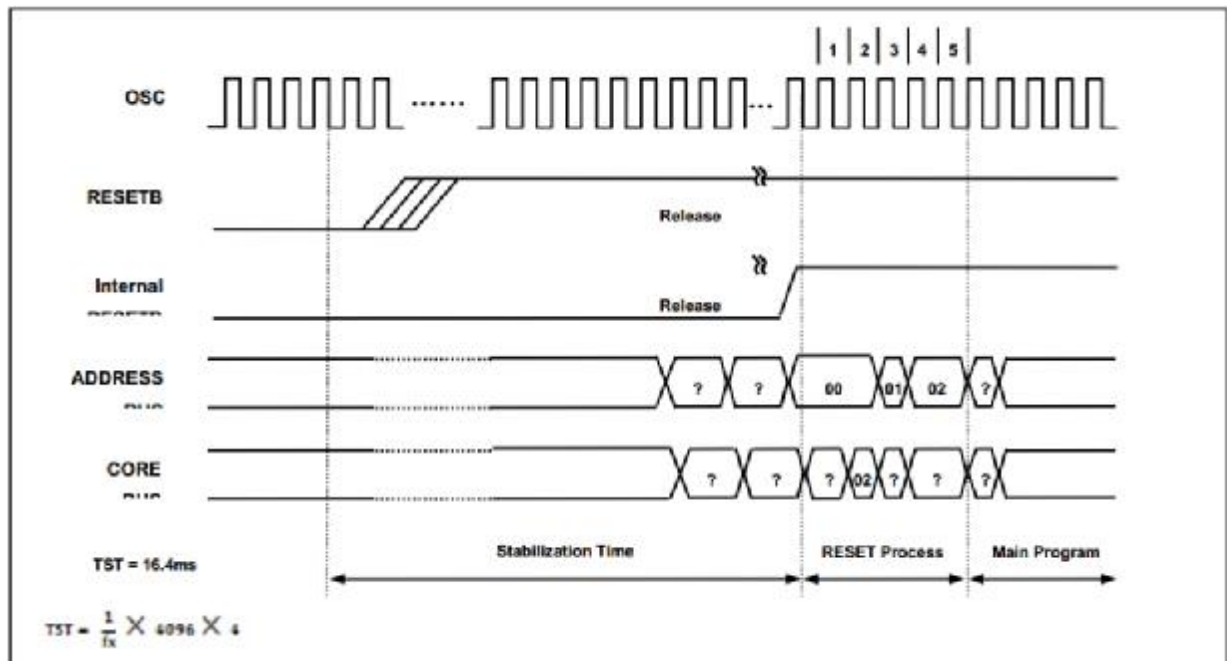 1 2 3 4 5
OSC
RESETB
Release
Internal
Release
ADDRESS
? ? 00 01 02 ?
CORE
? ? ? 02 ? ? ?
Stabilization Time RESET Process Main Program
TST = 16.4ms
TST = 1/fx × 4096 × 4